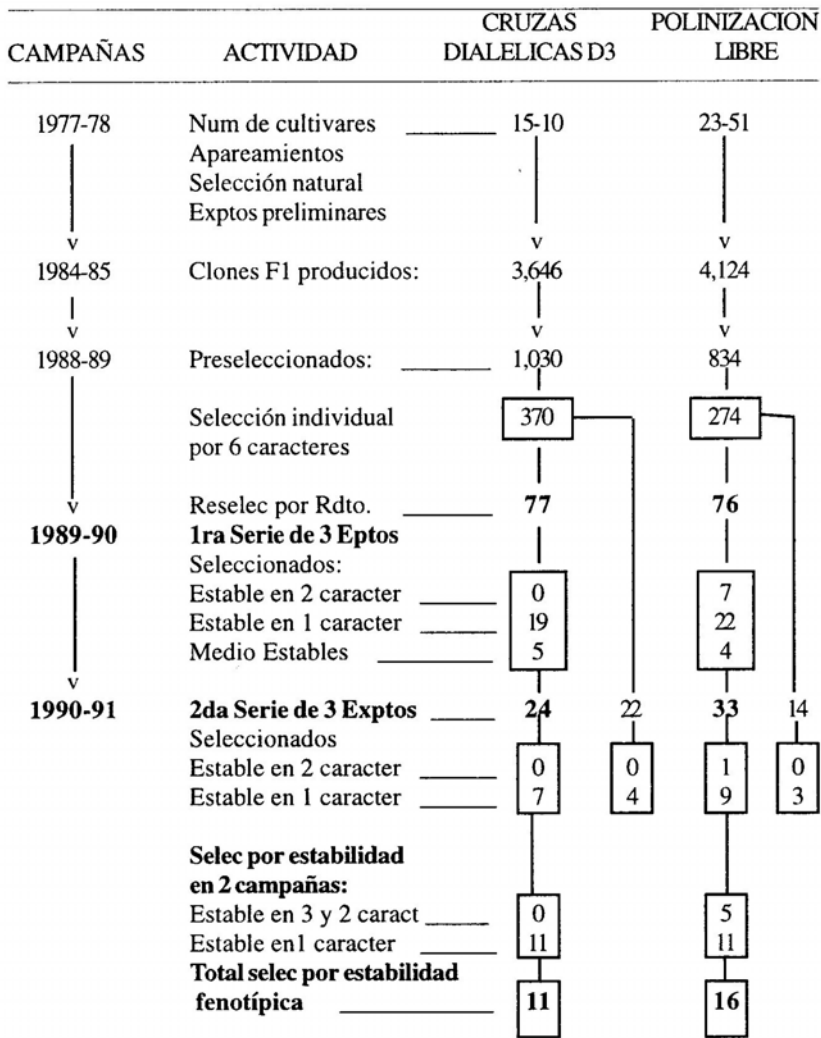 CRUZAS POLINIZACION
CAMPAÑAS ACTIVIDAD DIALELICAS D3 LIBRE
1977-78 Num de cultivares 15-10 23-51
Apareamientos
Selección natural
Exptos preliminares
v v v
1984-85 Clones F1 producidos: 3,646 4,124
v v v
1988-89 Preseleccionados: 1,030 834
Selección individual 370 274
por 6 caracteres
v Reselec por Rdto. 77 76
1989-90 1ra Serie de 3 Eptos
Seleccionados:
Estable en 2 caracter 0 7
Estable en 1 caracter 19 22
Medio Estables 5 4
v
1990-91 2da Serie de 3 Exptos 24 22 33 14
Seleccionados
Estable en 2 caracter 0 0 1 0
Estable en 1 caracter 7 4 9 3
Selec por estabilidad
en 2 campañas:
Estable en 3 y 2 caract 0 5
Estable en1 caracter 11 11
Total selec por estabilidad
fenotípica 11 16